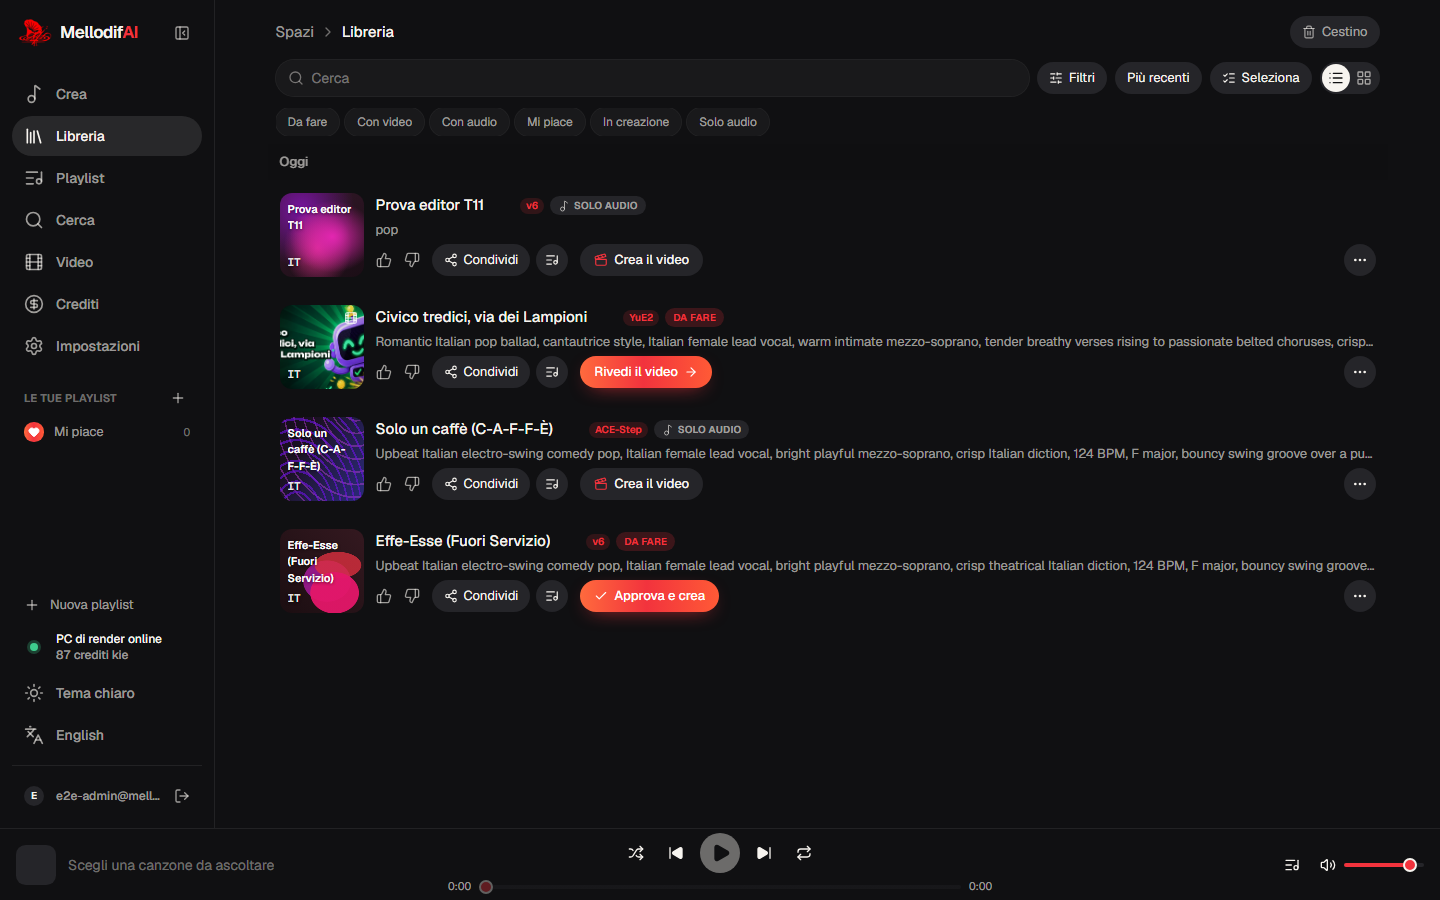 MellodifAI
Crea
Libreria
Playlist
Cerca
Video
Crediti
Impostazioni
LE TUE PLAYLIST
Mi piace 0
Nuova playlist
PC di render online
87 crediti kie
Tema chiaro
English
E e2e-admin@mell...
Spazi > Libreria
Cestino
Cerca
Filtri
Più recenti
Seleziona
Da fare
Con video
Con audio
Mi piace
In creazione
Solo audio
Oggi
Prova editor
T11
IT
Prova editor T11 v6 SOLO AUDIO
pop
Condividi
Crea il video
o
lici, via
Lampioni
IT
Civico tredici, via dei Lampioni YuE2 DA FARE
Romantic Italian pop ballad, cantautrice style, Italian female lead vocal, warm intimate mezzo-soprano, tender breathy verses rising to passionate belted choruses, crisp...
Condividi
Rivedi il video
Solo un
caffè (C-A-
F-F-È)
IT
Solo un caffè (C-A-F-F-È) ACE-Step SOLO AUDIO
Upbeat Italian electro-swing comedy pop, Italian female lead vocal, bright playful mezzo-soprano, crisp Italian diction, 124 BPM, F major, bouncy swing groove over a pu...
Condividi
Crea il video
Effe-Esse
(Fuori
Servizio)
IT
Effe-Esse (Fuori Servizio) v6 DA FARE
Upbeat Italian electro-swing comedy pop, Italian female lead vocal, bright playful mezzo-soprano, crisp theatrical Italian diction, 124 BPM, F major, bouncy swing groove...
Condividi
Approva e crea
Scegli una canzone da ascoltare
0:00
0:00